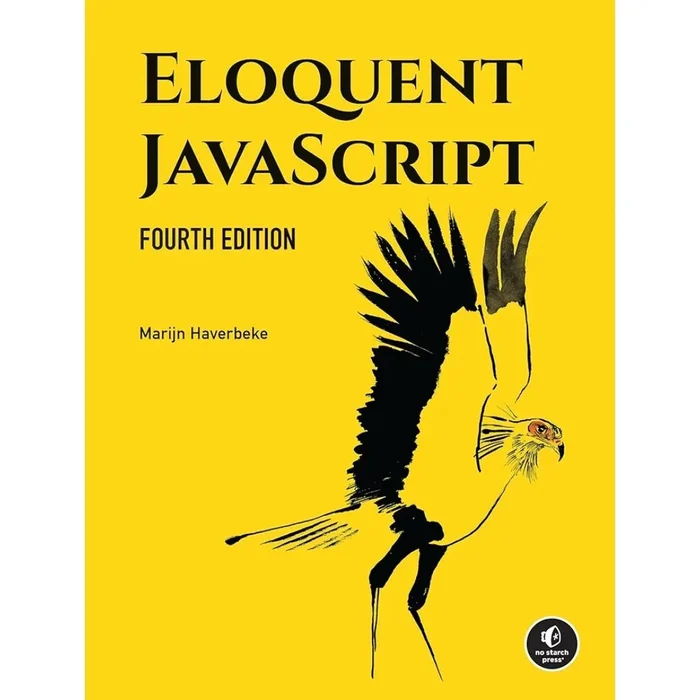 ELOQUENT
JAVASCRIPT
FOURTH EDITION
Marijn Haverbeke
no starch
press®